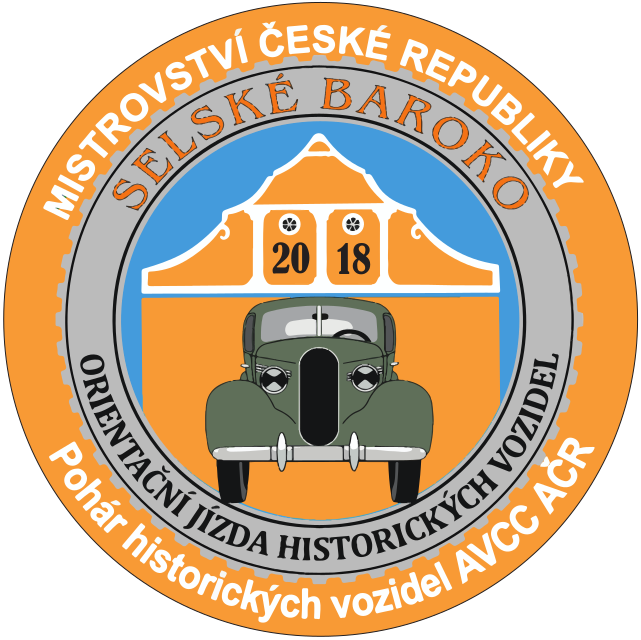 MISTROVSTVÍ ČESKÉ REPUBLIKY
SELSKÉ BAROKO
20 18
ORIENTAČNÍ JÍZDA HISTORICKÝCH VOZIDEL
Pohár historických vozidel AVCC AČR